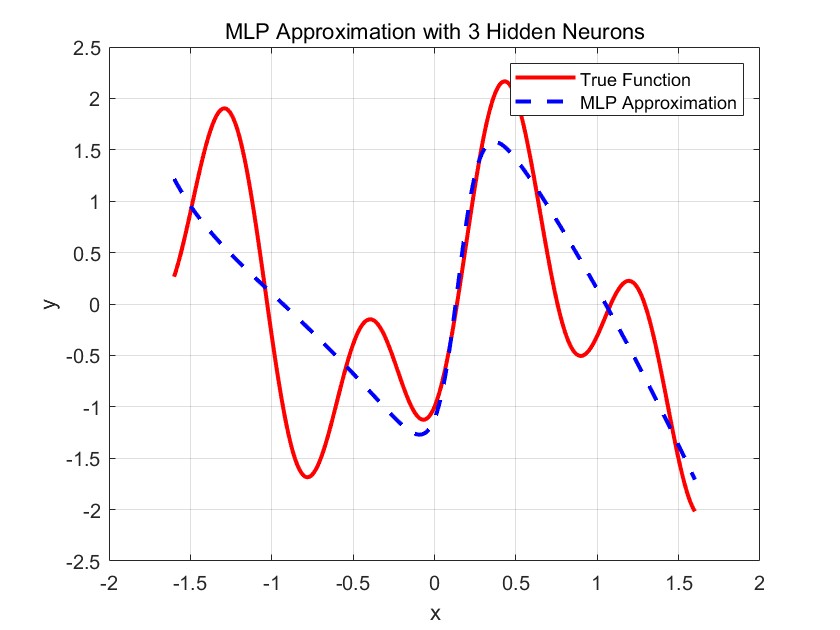 MLP Approximation with 3 Hidden Neurons
True Function
MLP Approximation
2.5
2
1.5
1
0.5
0
-0.5
-1
-1.5
-2
-2.5
y
-2 -1.5 -1 -0.5 0 0.5 1 1.5 2
x